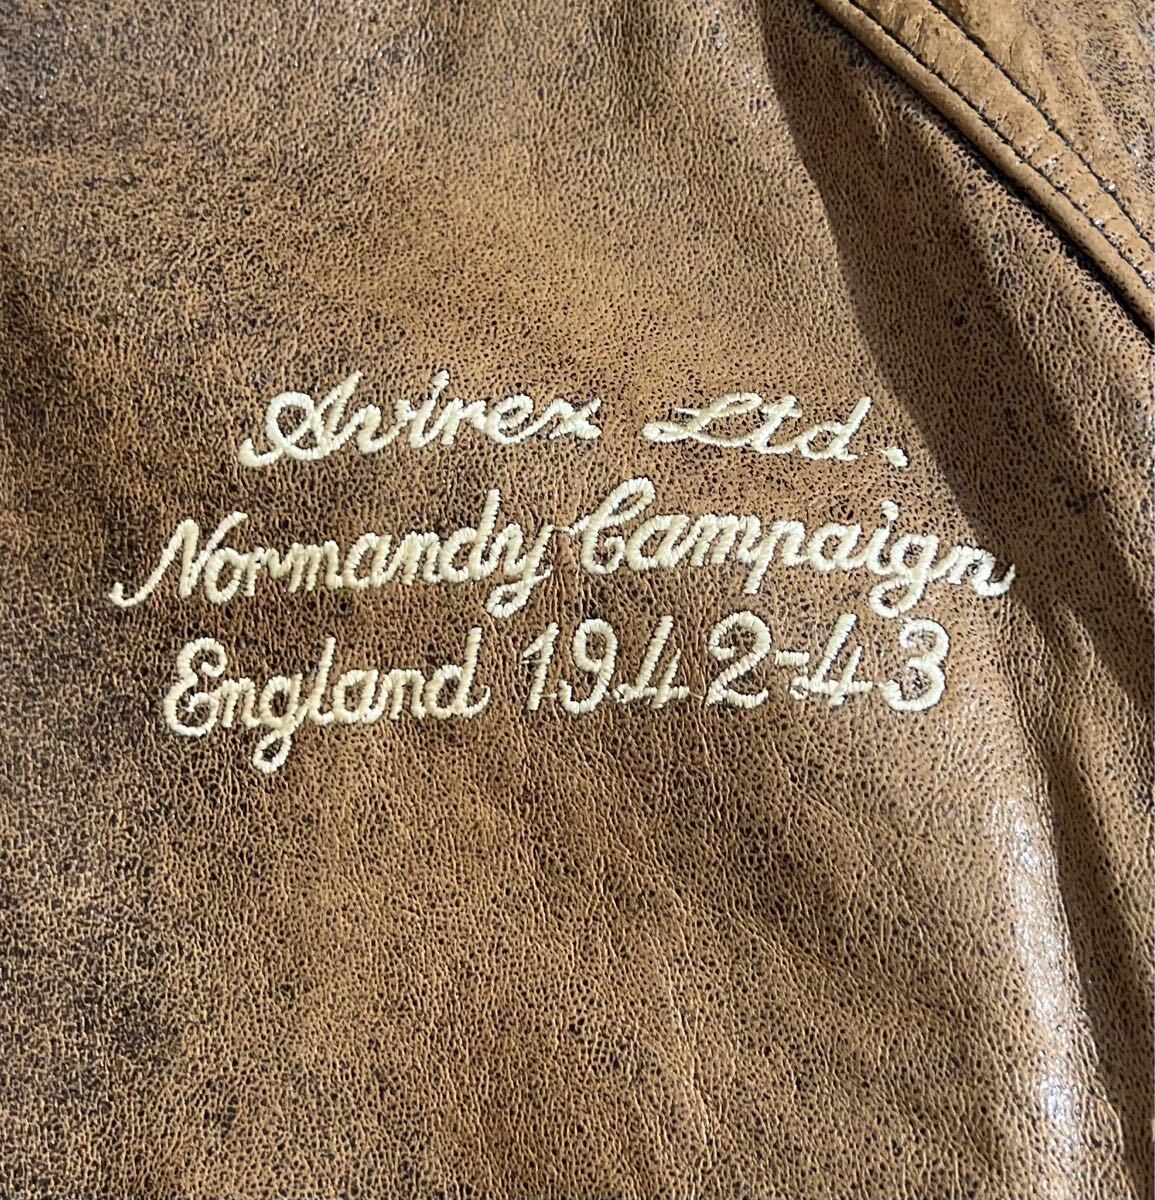 Avirex Ltd.
Normandy Campaign
England 1942-43